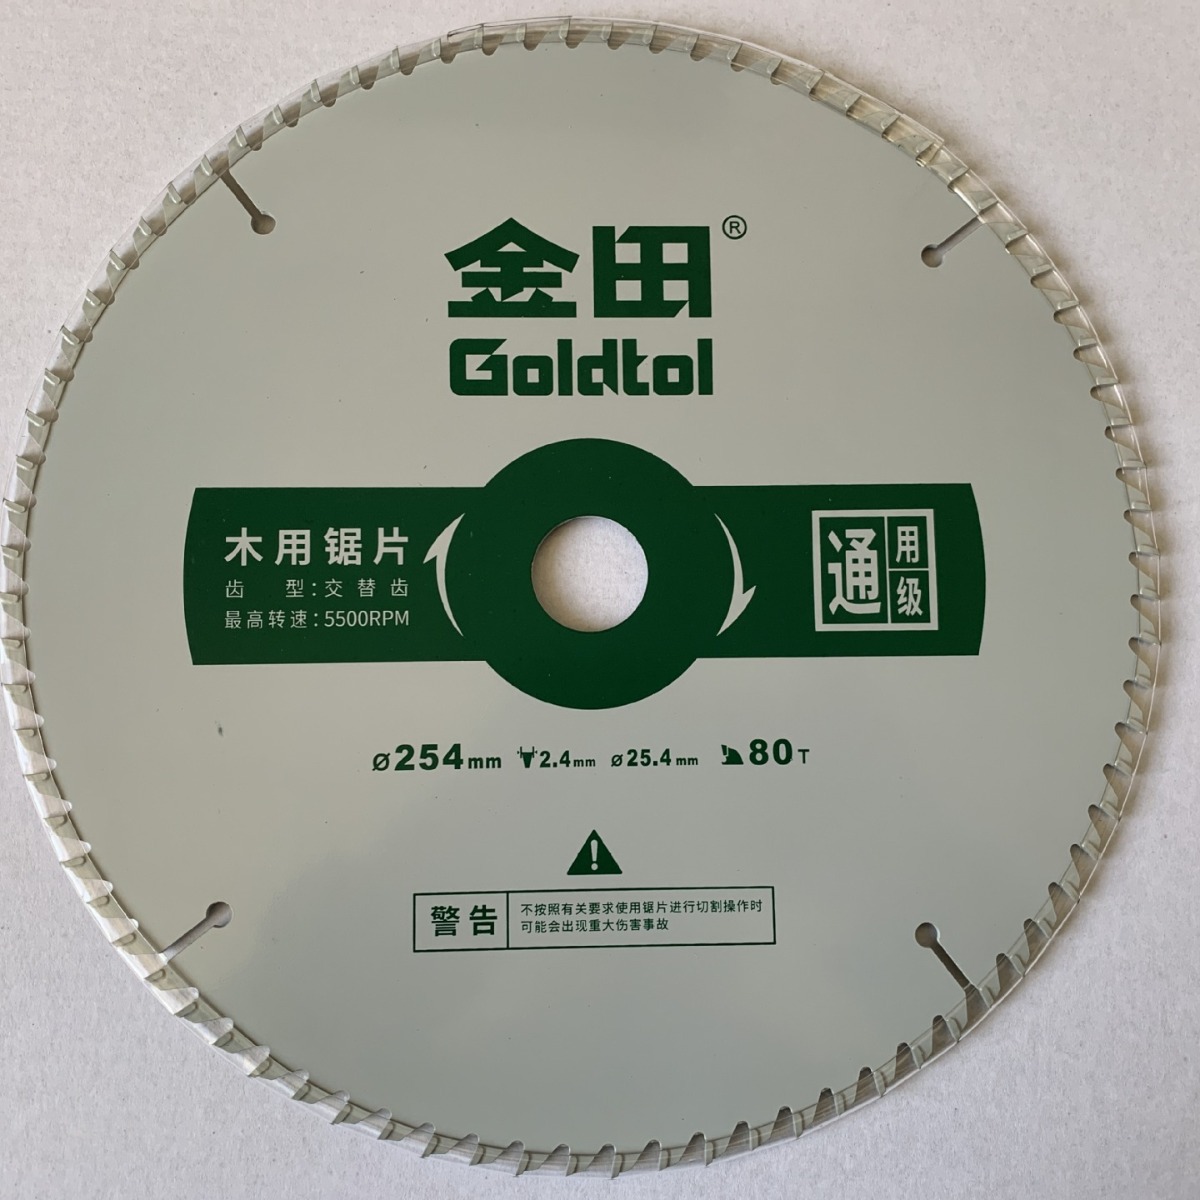 金田®
Goldtol
木用锯片
齿 型:交替齿
最高转速:5500RPM
通用级
ø254mm 2.4mm ø25.4mm 80T
警告
不按照有关要求使用锯片进行切割操作时
可能会出现重大伤害事故